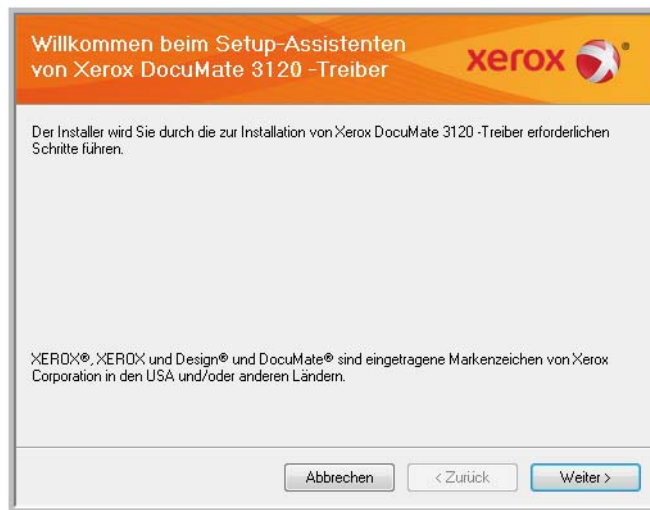 Willkommen beim Setup-Assistenten
von Xerox DocuMate 3120 -Treiber
xerox
Der Installer wird Sie durch die zur Installation von Xerox DocuMate 3120 -Treiber erforderlichen
Schritte führen.
XEROX®, XEROX und Design® und DocuMate® sind eingetragene Markenzeichen von Xerox
Corporation in den USA und/oder anderen Ländern.
Abbrechen
< Zurück
Weiter >